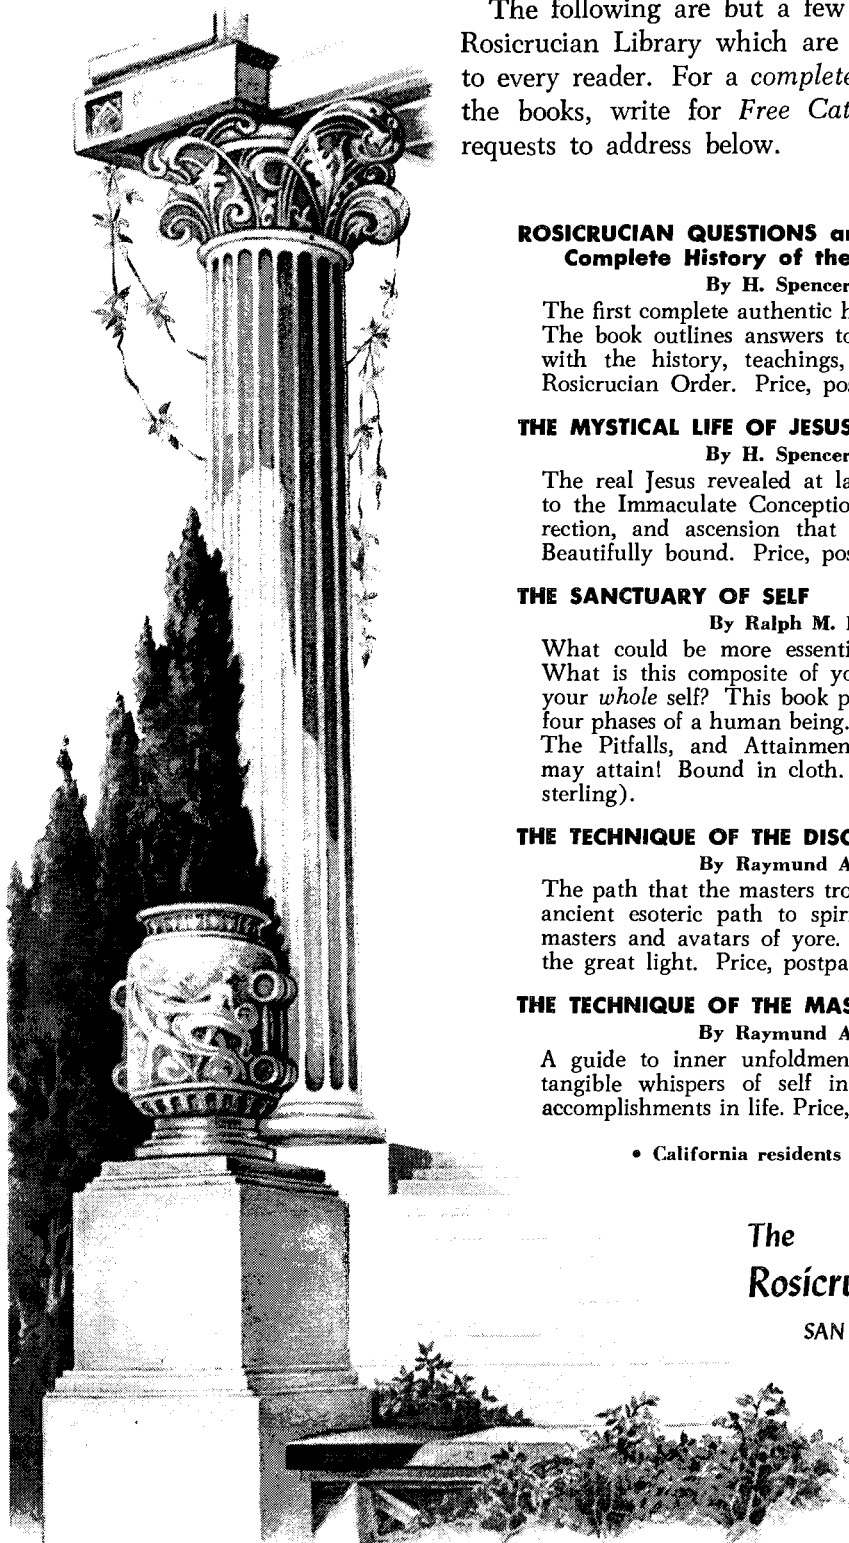 The following are but a few
Rosicrucian Library which are
to every reader. For a complete
the books, write for Free Cat
requests to address below.
ROSICRUCIAN QUESTIONS
Complete History of the
By H. Spencer
The first complete authentic h
The book outlines answers to
with the history, teachings,
Rosicrucian Order. Price, pos
THE MYSTICAL LIFE OF JESUS
By H. Spencer
The real Jesus revealed at la
to the Immaculate Conceptio
rection, and ascension that
Beautifully bound. Price, pos
THE SANCTUARY OF SELF
By Ralph M.
What could be more essenti
What is this composite of yo
your whole self? This book p
four phases of a human being.
The Pitfalls, and Attainmen
may attain! Bound in cloth.
sterling).
THE TECHNIQUE OF THE DISC
By Raymund A
The path that the masters tro
ancient esoteric path to spir
masters and avatars of yore.
the great light. Price, postpa
THE TECHNIQUE OF THE MAS
By Raymund A
A guide to inner unfoldmen
tangible whispers of self in
accomplishments in life. Price,
• California residents
The
Rosicru
SAN